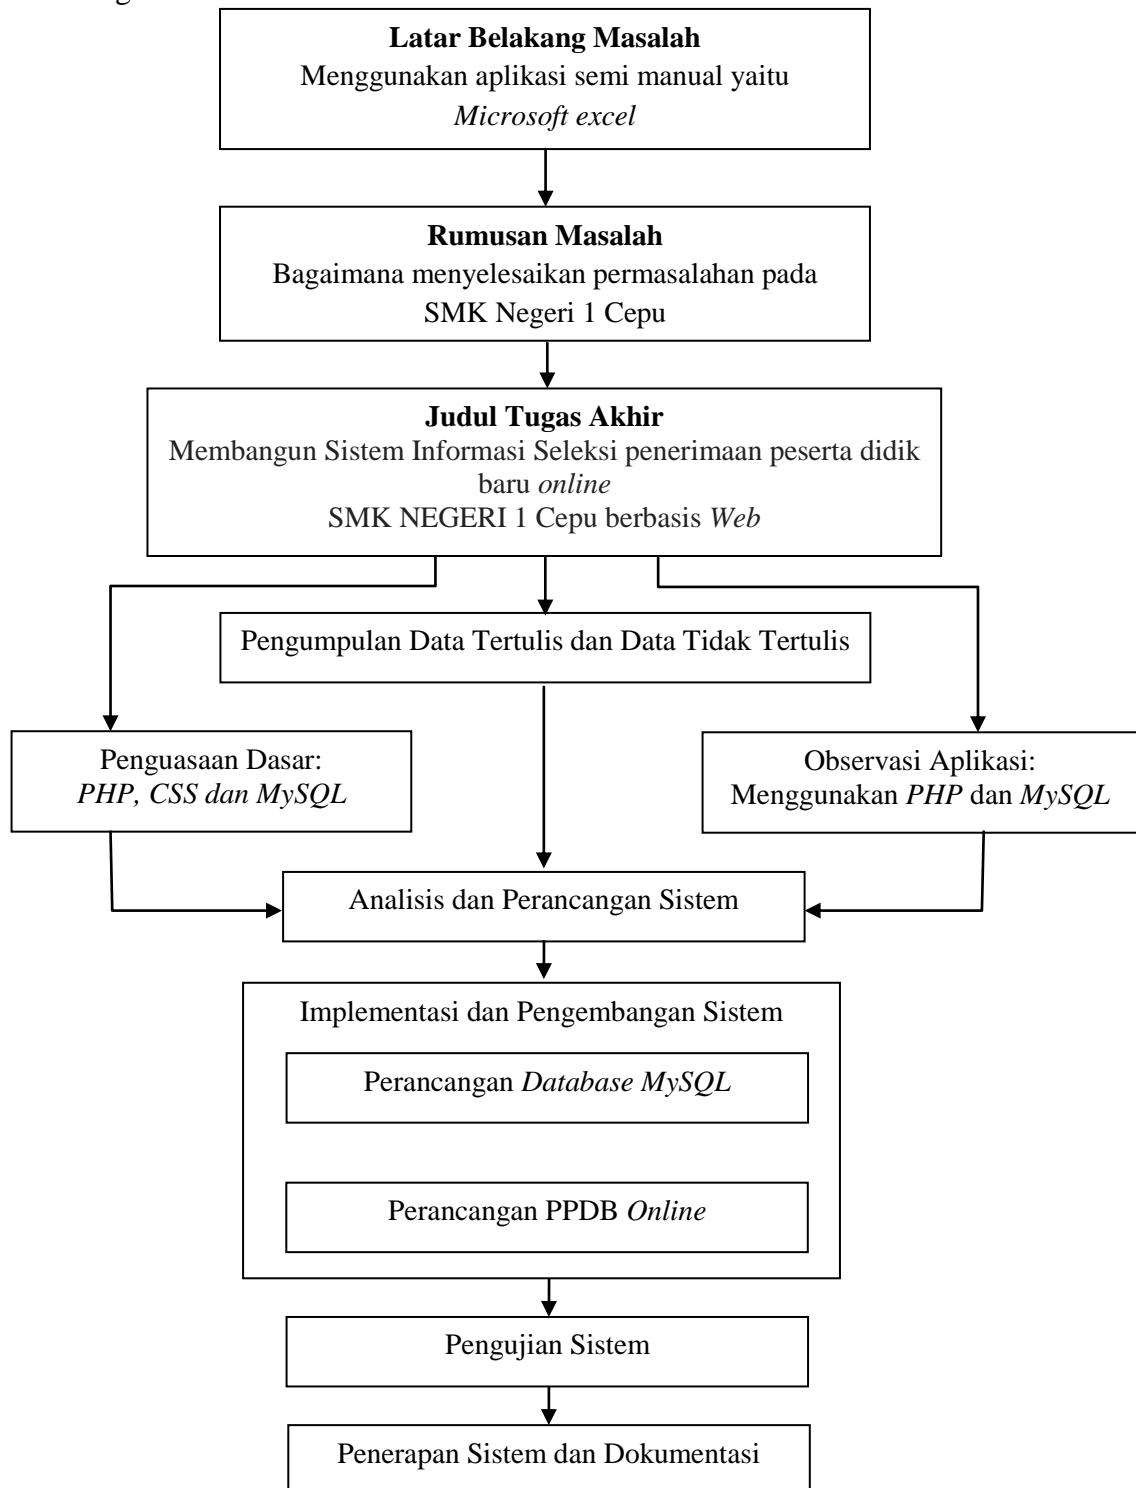 Latar Belakang Masalah
Menggunakan aplikasi semi manual yaitu
Microsoft excel
Rumusan Masalah
Bagaimana menyelesaikan permasalahan pada
SMK Negeri 1 Cepu
Judul Tugas Akhir
Membangun Sistem Informasi Seleksi penerimaan peserta didik
baru online
SMK NEGERI 1 Cepu berbasis Web
Pengumpulan Data Tertulis dan Data Tidak Tertulis
Penguasaan Dasar:
PHP, CSS dan MySQL
Observasi Aplikasi:
Menggunakan PHP dan MySQL
Analisis dan Perancangan Sistem
Implementasi dan Pengembangan Sistem
Perancangan Database MySQL
Perancangan PPDB Online
Pengujian Sistem
Penerapan Sistem dan Dokumentasi